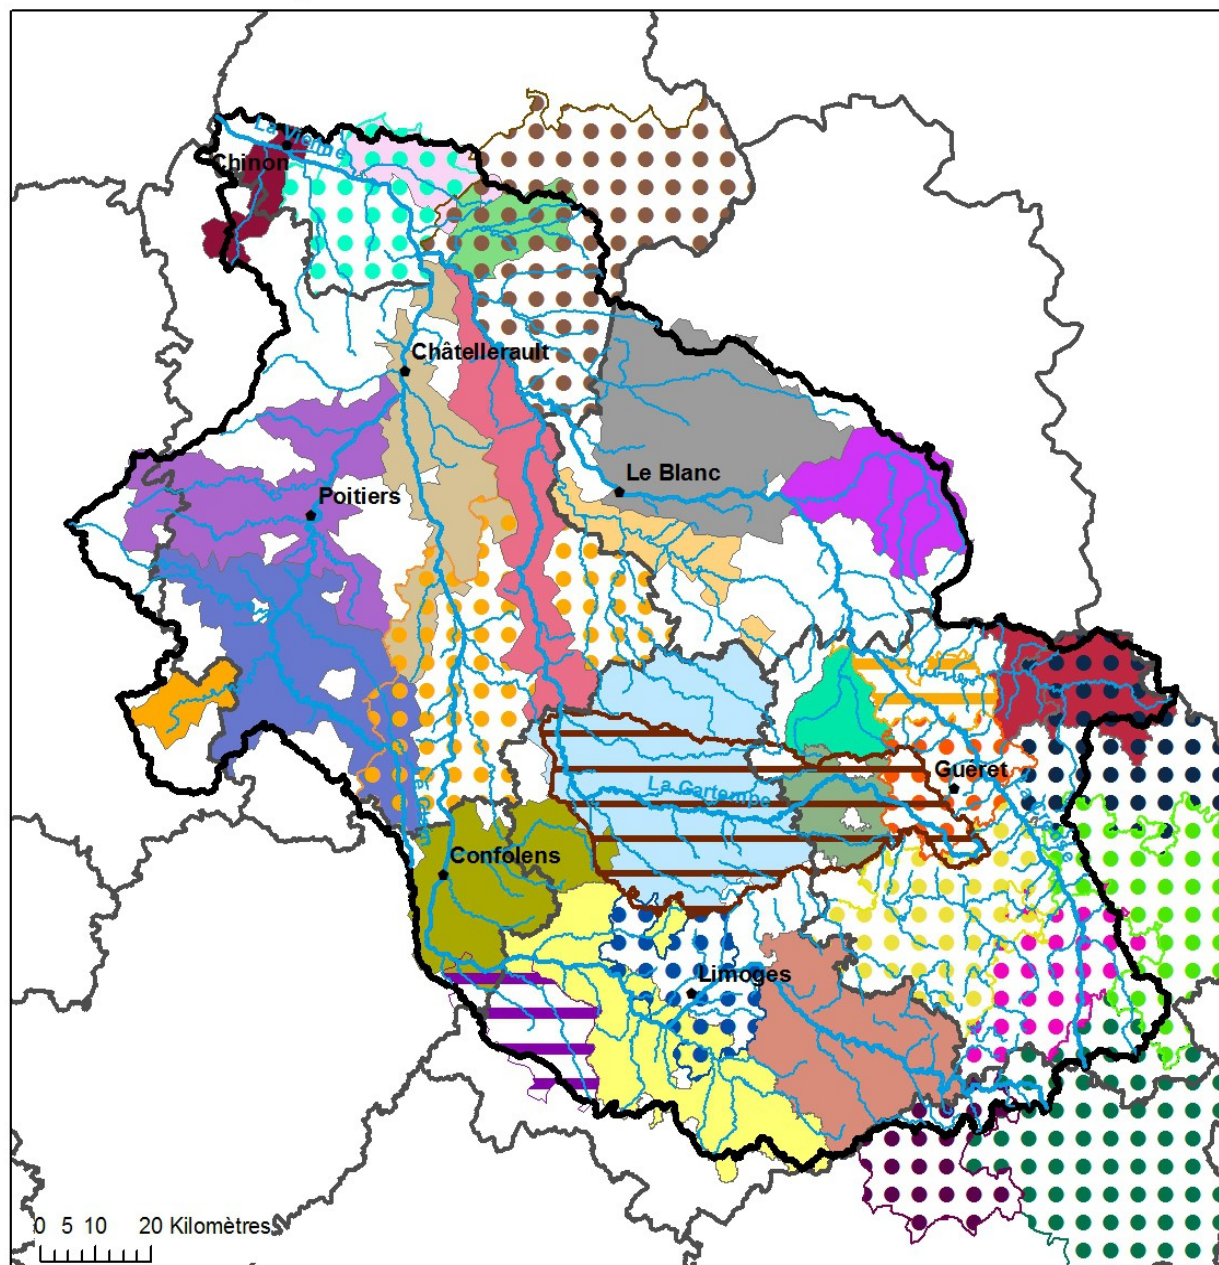 La Vienne
Chinon
Châtellerault
Le Blanc
Poitiers
Guéret
La Gartempe
Confolens
Limoges
0 5 10 20 Kilomètres